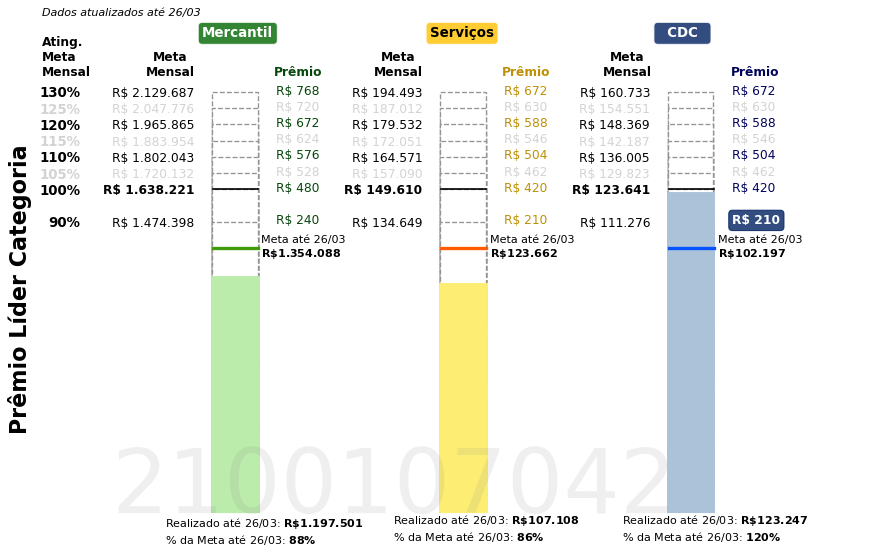 Dados atualizados até 26/03
Mercantil Serviços CDC
Ating. Meta Mensal
Meta Mensal Prêmio Meta Mensal Prêmio Meta Mensal Prêmio
130% R$ 2.129.687 R$ 768 R$ 194.493 R$ 672 R$ 160.733 R$ 672
125% R$ 2.047.776 R$ 720 R$ 187.012 R$ 630 R$ 154.551 R$ 630
120% R$ 1.965.865 R$ 672 R$ 179.532 R$ 588 R$ 148.369 R$ 588
115% R$ 1.883.954 R$ 624 R$ 172.051 R$ 546 R$ 142.187 R$ 546
110% R$ 1.802.043 R$ 576 R$ 164.571 R$ 504 R$ 136.005 R$ 504
105% R$ 1.720.132 R$ 528 R$ 157.090 R$ 462 R$ 129.823 R$ 462
100% R$ 1.638.221 R$ 480 R$ 149.610 R$ 420 R$ 123.641 R$ 420
90% R$ 1.474.398 R$ 240 R$ 134.649 R$ 210 R$ 111.276 R$ 210
Meta até 26/03 Meta até 26/03 Meta até 26/03
R$1.354.088 R$123.662 R$102.197
Prêmio Líder Categoria
2100107042
Realizado até 26/03: R$1.197.501 Realizado até 26/03: R$107.108 Realizado até 26/03: R$123.247
% da Meta até 26/03: 88% % da Meta até 26/03: 86% % da Meta até 26/03: 120%